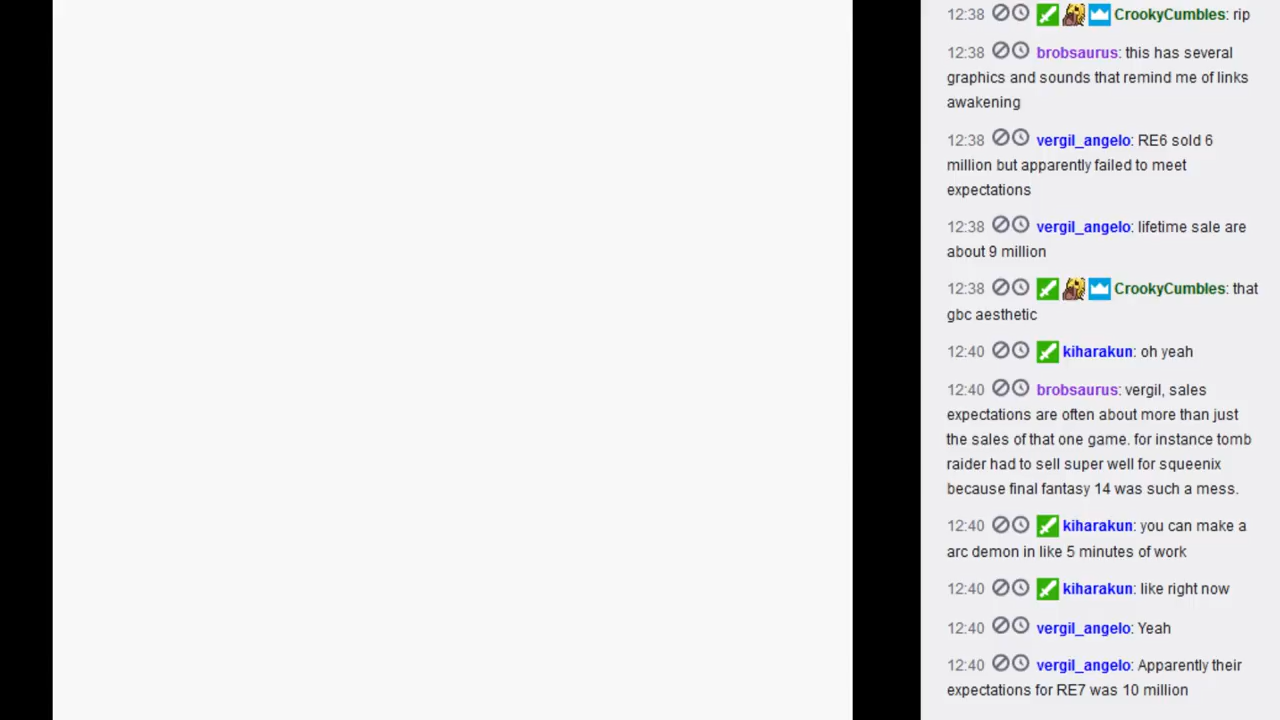 12:38 CrookyCumbles: rip
12:38 brobsaurus: this has several
graphics and sounds that remind me of links
awakening
12:38 vergil_angelo: RE6 sold 6
million but apparently failed to meet
expectations
12:38 vergil_angelo: lifetime sale are
about 9 million
12:38 CrookyCumbles: that
gbc aesthetic
12:40 kiharakun: oh yeah
12:40 brobsaurus: vergil, sales
expectations are often about more than just
the sales of that one game. for instance tomb
raider had to sell super well for squeenix
because final fantasy 14 was such a mess.
12:40 kiharakun: you can make a
arc demon in like 5 minutes of work
12:40 kiharakun: like right now
12:40 vergil_angelo: Yeah
12:40 vergil_angelo: Apparently their
expectations for RE7 was 10 million